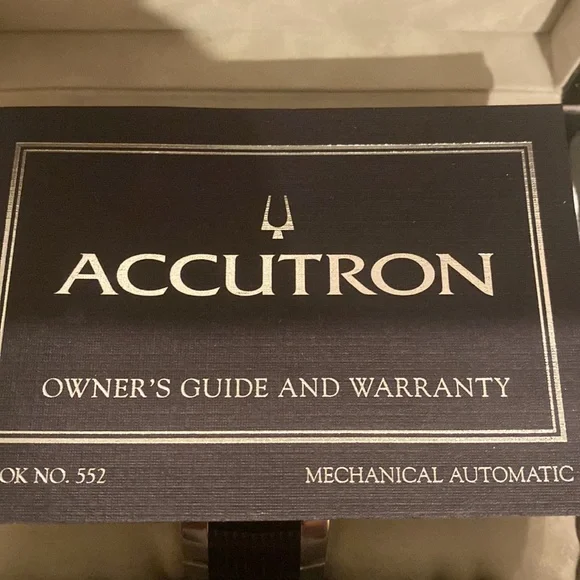 ACCUTRON
OWNER'S GUIDE AND WARRANTY
OK NO. 552 MECHANICAL AUTOMATIC